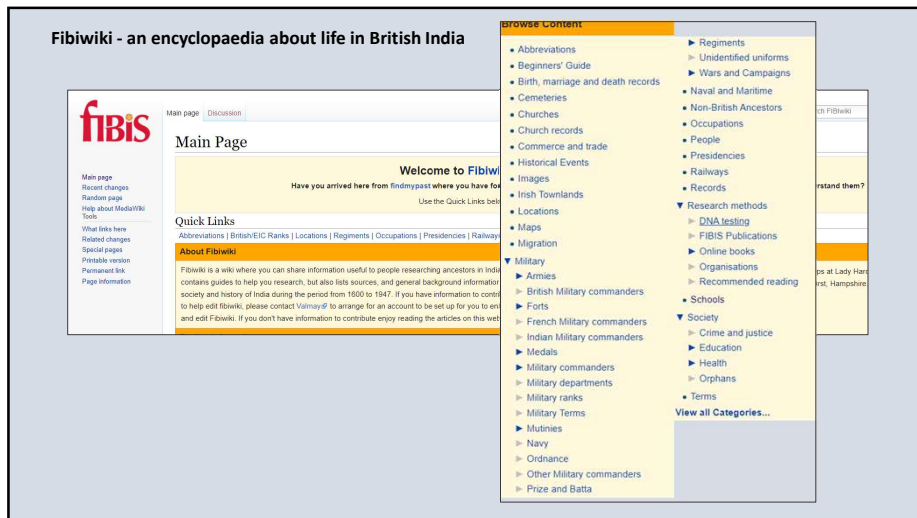 Fibiwiki - an encyclopaedia about life in British India
fIBiS
Main page
Recent changes
Random page
Help about MediaWiki
Tools
What links here
Related changes
Special pages
Printable version
Permanent link
Page information
Main page Discussion
Main Page
Welcome to Fibiwi
Have you arrived here from findmypast where you have fo
Use the Quick Links bel
Quick Links
Abbreviations | British/EIC Ranks | Locations | Regiments | Occupations | Presidencies | Railway
About Fibiwiki
Fibiwiki is a wiki where you can share information useful to people researching ancestors in India
contains guides to help you research, but also lists sources, and general background information
society and history of India during the period from 1600 to 1947. If you have information to contri
to help edit fibiwiki, please contact Valmay to arrange for an account to be set up for you to en
and edit Fibiwiki. If you don't have information to contribute enjoy reading the articles on this we
Browse Content
Abbreviations
Beginners' Guide
Birth, marriage and death records
Cemeteries
Churches
Church records
Commerce and trade
Historical Events
Images
Irish Townlands
Locations
Maps
Migration
Military
Armies
British Military commanders
Forts
French Military commanders
Indian Military commanders
Medals
Military commanders
Military departments
Military ranks
Military Terms
Mutinies
Navy
Ordnance
Other Military commanders
Prize and Batta
Regiments
Unidentified uniforms
Wars and Campaigns
Naval and Maritime
Non-British Ancestors
Occupations
People
Presidencies
Railways
Records
Research methods
DNA testing
FIBIS Publications
Online books
Organisations
Recommended reading
Schools
Society
Crime and justice
Education
Health
Orphans
Terms
View all Categories...
rch FIBIwiki
rstand them?
ps at Lady Har
rst, Hampshire